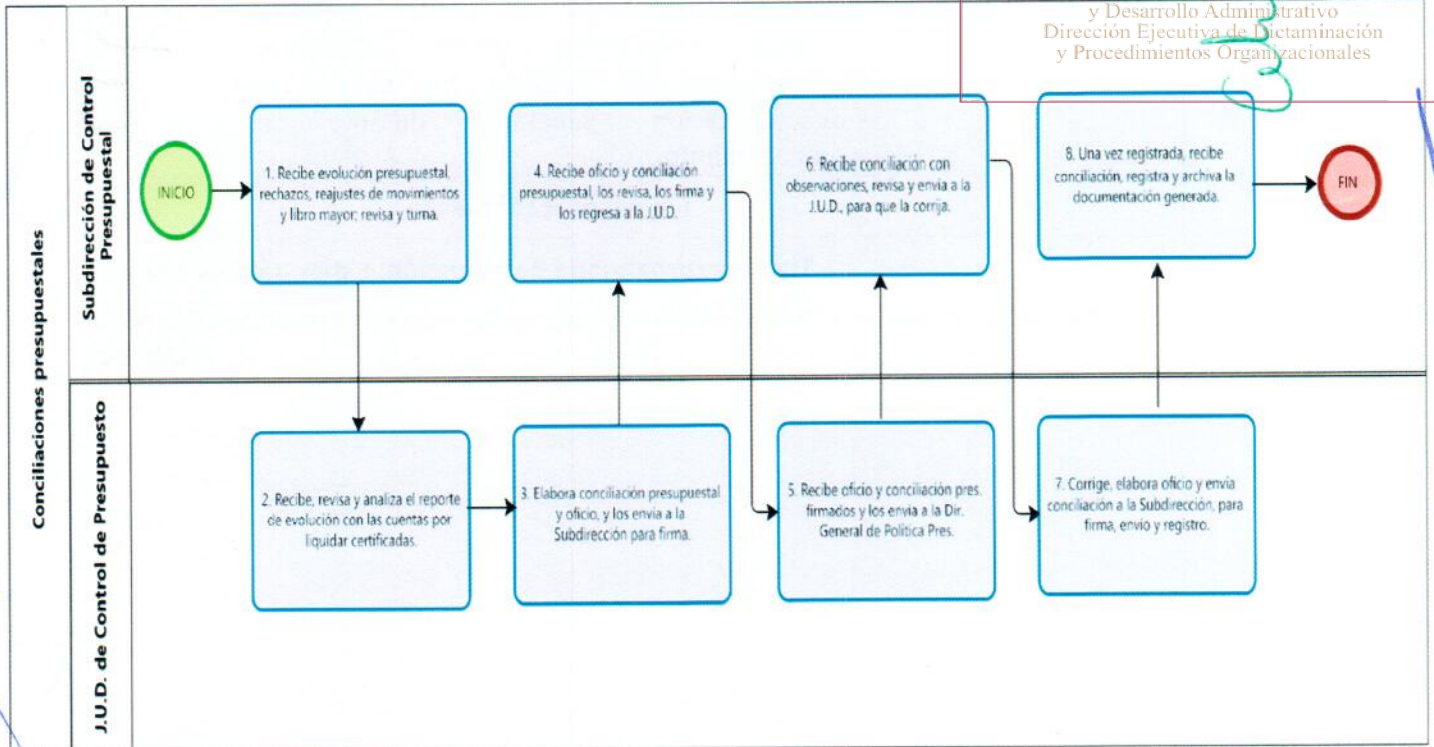 y Desarrollo Administrativo
Dirección Ejecutiva de Dictaminación
y Procedimientos Organizacionales
Conciliaciones presupuestales
Subdirección de Control
Presupuestal
INICIO
1. Recibe evolución presupuestal,
rechazos, reajustes de movimientos
y libro mayor; revisa y turna.
4. Recibe oficio y conciliación
presupuestal, los revisa, los firma y
los regresa a la J.U.D.
6. Recibe conciliación con
observaciones, revisa y envia a la
J.U.D., para que la corrija.
8. Una vez registrada, recibe
conciliación, registra y archiva la
documentación generada.
FIN
J.U.D. de Control de Presupuesto
2. Recibe, revisa y analiza el reporte
de evolución con las cuentas por
liquidar certificadas.
3. Elabora conciliación presupuestal
y oficio, y los envia a la
Subdirección para firma.
5. Recibe oficio y conciliación pres.
firmados y los envia a la Dir.
General de Política Pres.
7. Corrige, elabora oficio y envia
conciliación a la Subdirección, para
firma, envio y registro.